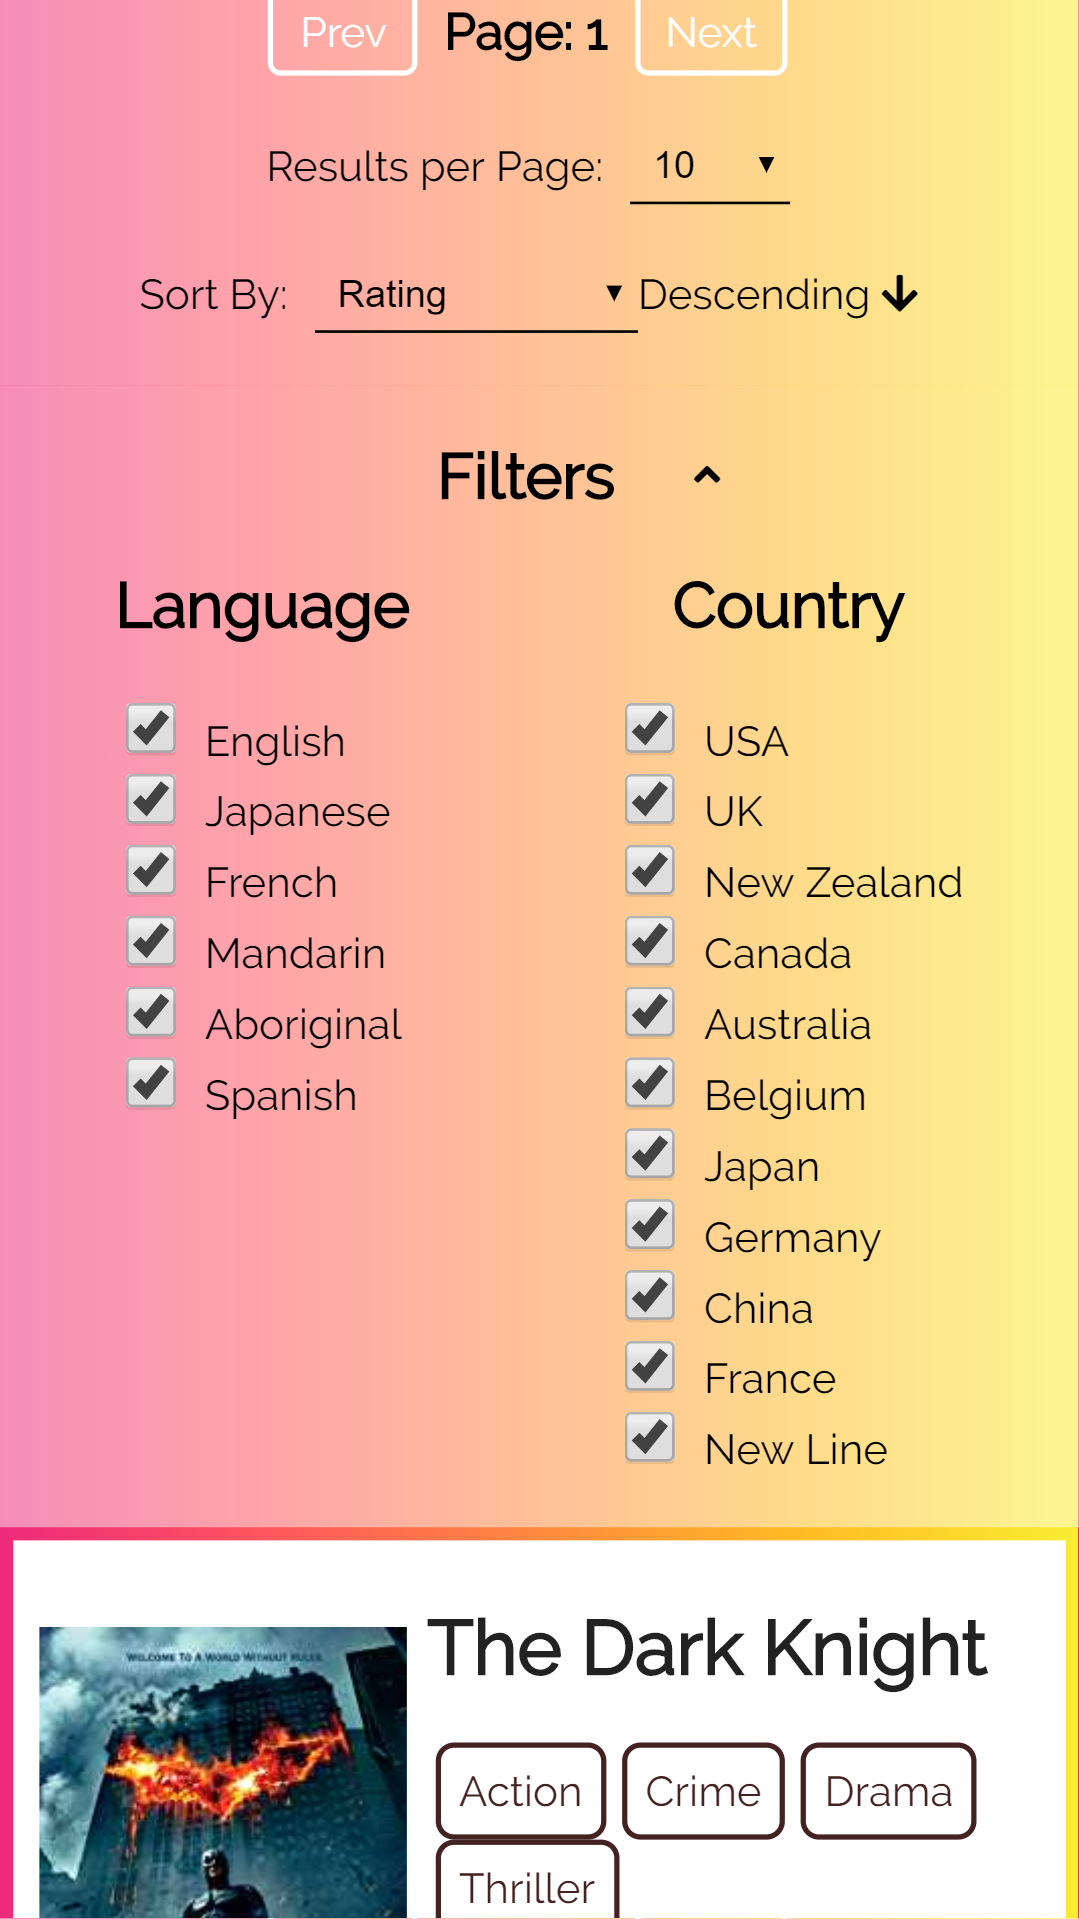 Prev Page: 1 Next
Results per Page: 10
Sort By: Rating Descending
Filters
Language
English
Japanese
French
Mandarin
Aboriginal
Spanish
Country
USA
UK
New Zealand
Canada
Australia
Belgium
Japan
Germany
China
France
New Line
WELCOME TO A WORLD WITHOUT RULES.
The Dark Knight
Action Crime Drama
Thriller